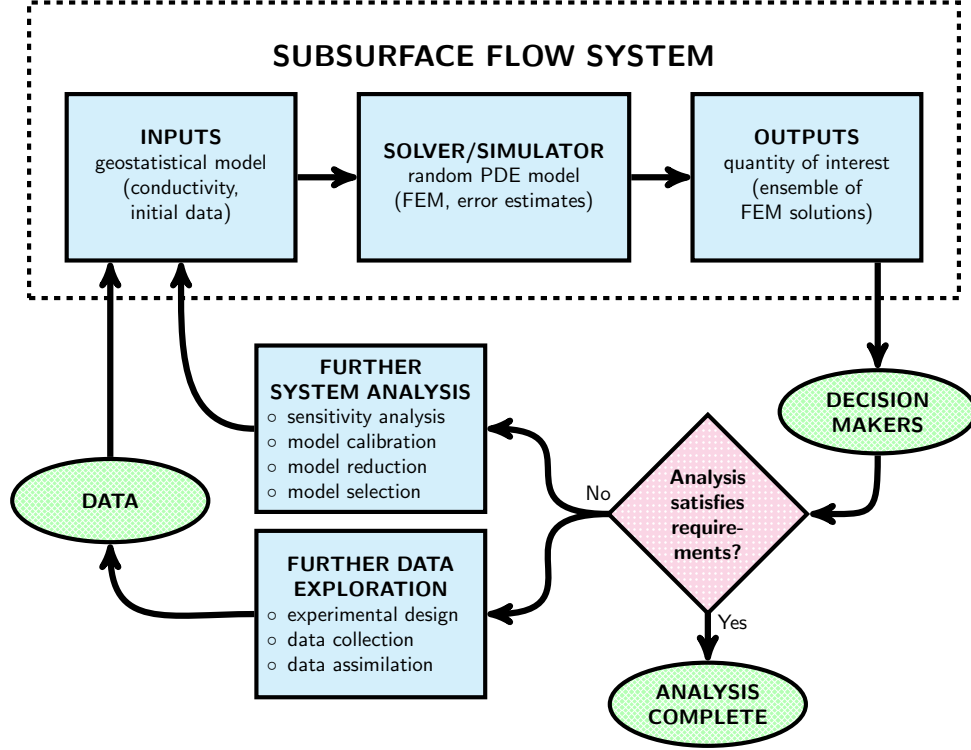 SUBSURFACE FLOW SYSTEM
INPUTS
geostatistical model
(conductivity,
initial data)
SOLVER/SIMULATOR
random PDE model
(FEM, error estimates)
OUTPUTS
quantity of interest
(ensemble of
FEM solutions)
DECISION
MAKERS
FURTHER
SYSTEM ANALYSIS
○ sensitivity analysis
○ model calibration
○ model reduction
○ model selection
DATA
No
Analysis
satisfies
require-
ments?
FURTHER DATA
EXPLORATION
○ experimental design
○ data collection
○ data assimilation
Yes
ANALYSIS
COMPLETE